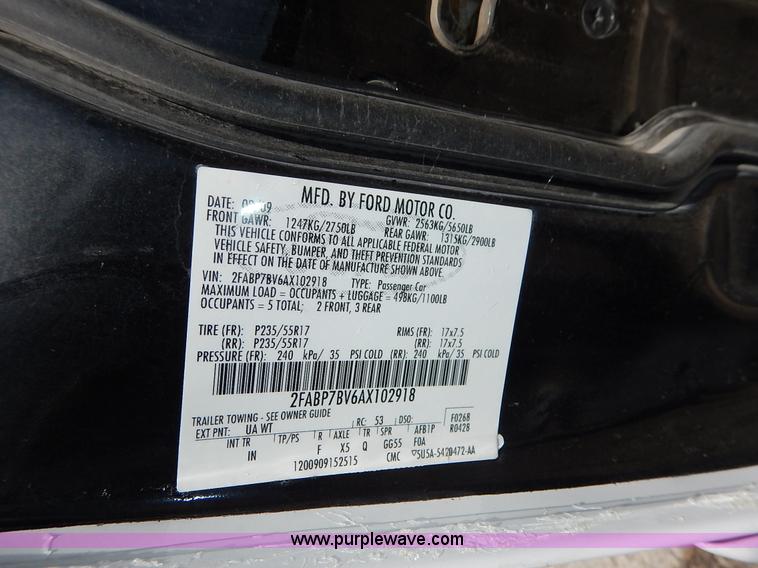 MFD. BY FORD MOTOR CO.
DATE: GVWR: 2563KG/5650LB
FRONT GAWR: 1247KG/2750LB REAR GAWR: 1315KG/2900LB
THIS VEHICLE CONFORMS TO ALL APPLICABLE FEDERAL MOTOR
VEHICLE SAFETY, BUMPER, AND THEFT PREVENTION STANDARDS
IN EFFECT ON THE DATE OF MANUFACTURE SHOWN ABOVE.
VIN: 2FABP7BV6AX102918 TYPE: Passenger Car
MAXIMUM LOAD = OCCUPANTS + LUGGAGE = 498KG/1100LB
OCCUPANTS = 5 TOTAL; 2 FRONT, 3 REAR
TIRE (FR): P235/55R17 RIMS (FR): 17x7.5
(RR): P235/55R17 (RR): 17x7.5
PRESSURE (FR): 240 kPa/ 35 PSI COLD (RR): 240 kPa/ 35 PSI COLD
2FABP7BV6AX102918
TRAILER TOWING - SEE OWNER GUIDE
EXT PNT: UA WT RC: 53 DSO: F0268
R0428
INT TR TP/PS R AXLE TR SPR AFB1P
IN F X5 Q GG55 F0A
1200909152515 CMC 5U5A-5420472-AA
www.purplewave.com